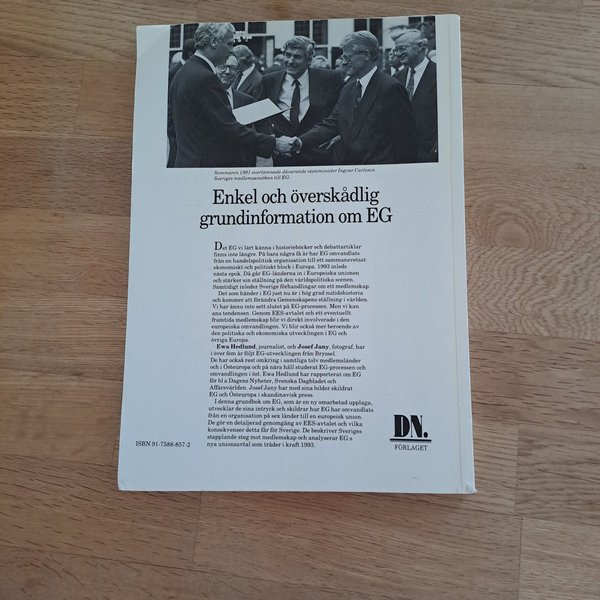 Sommaren 1991 överlämnade dåvarande statsminister Ingvar Carlsson
Sveriges medlemsansökan till EG.
Enkel och överskådlig
grundinformation om EG
Det EG vi lärt känna i historieböcker och debattartiklar
finns inte längre. På bara några få år har EG omvandlats
från en handelspolitisk organisation till ett sammansvetsat
ekonomiskt och politiskt block i Europa. 1993 inleds
nästa epok. Då går EG-länderna in i Europeiska unionen
och stärker sin ställning på den världspolitiska scenen.
Samtidigt inleder Sverige förhandlingar om ett medlemskap.
Det som händer i EG just nu är i hög grad nutidshistoria
och kommer att förändra Gemenskapens ställning i världen.
Vi har ännu inte sett slutet på EG-processen. Men vi kan
ana tendensen. Genom EES-avtalet och ett eventuellt
framtida medlemskap blir vi direkt involverade i den
europeiska omvandlingen. Vi blir också mer beroende av
den politiska och ekonomiska utvecklingen i EG och
övriga Europa.
Ewa Hedlund, journalist, och Josef Jany, fotograf, har
i över fem år följt EG-utvecklingen från Bryssel.
De har också rest omkring i samtliga tolv medlemsländer
och i Östeuropa och på nära håll studerat EG-processen och
omvandlingen i öst. Ewa Hedlund har rapporterat om EG
för bl a Dagens Nyheter, Svenska Dagbladet och
Affärsvärlden. Josef Jany har med sina bilder skildrat
EG och Östeuropa i skandinavisk press.
I denna grundbok om EG, som är en ny omarbetad upplaga,
utvecklar de sina intryck och skildrar hur EG har omvandlats
från en organisation på sex länder till en europeisk union.
De gör en detaljerad genomgång av EES-avtalet och vilka
konsekvenser detta får för Sverige. De beskriver Sveriges
stapplande steg mot medlemskap och analyserar EG:s
nya unionsavtal som träder i kraft 1993.
ISBN 91-7588-857-2
DN.
FÖRLAGET